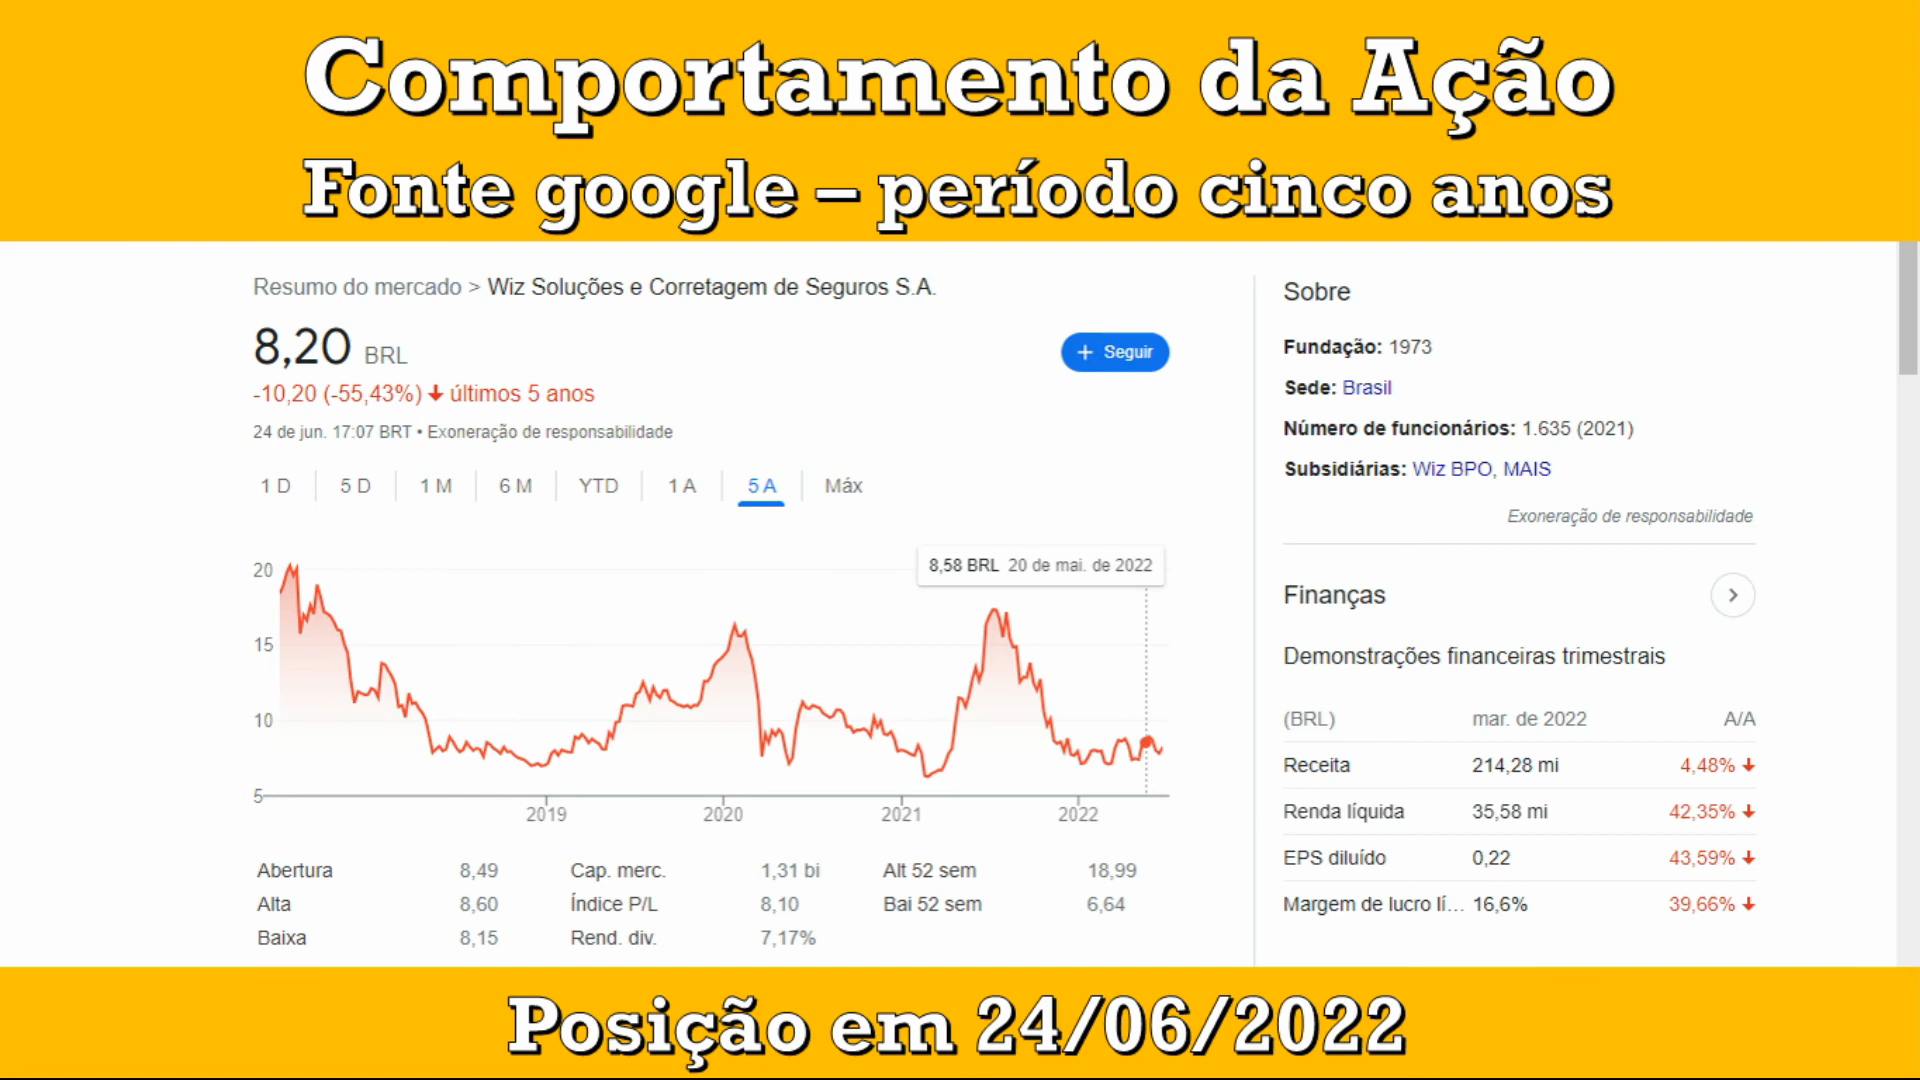 Comportamento da Ação
Fonte google – período cinco anos
Resumo do mercado > Wiz Soluções e Corretagem de Seguros S.A.
8,20 BRL
+ Seguir
-10,20 (-55,43%) ↓ últimos 5 anos
24 de jun. 17:07 BRT • Exoneração de responsabilidade
1 D 5 D 1 M 6 M YTD 1 A 5 A Máx
8,58 BRL 20 de mai. de 2022
20
15
10
5
2019 2020 2021 2022
Abertura 8,49 Cap. merc. 1,31 bi Alt 52 sem 18,99
Alta 8,60 Índice P/L 8,10 Bai 52 sem 6,64
Baixa 8,15 Rend. div. 7,17%
Sobre
Fundação: 1973
Sede: Brasil
Número de funcionários: 1.635 (2021)
Subsidiárias: Wiz BPO, MAIS
Exoneração de responsabilidade
Finanças
Demonstrações financeiras trimestrais
(BRL) mar. de 2022 A/A
Receita 214,28 mi 4,48% ↓
Renda líquida 35,58 mi 42,35% ↓
EPS diluído 0,22 43,59% ↓
Margem de lucro lí... 16,6% 39,66% ↓
Posição em 24/06/2022